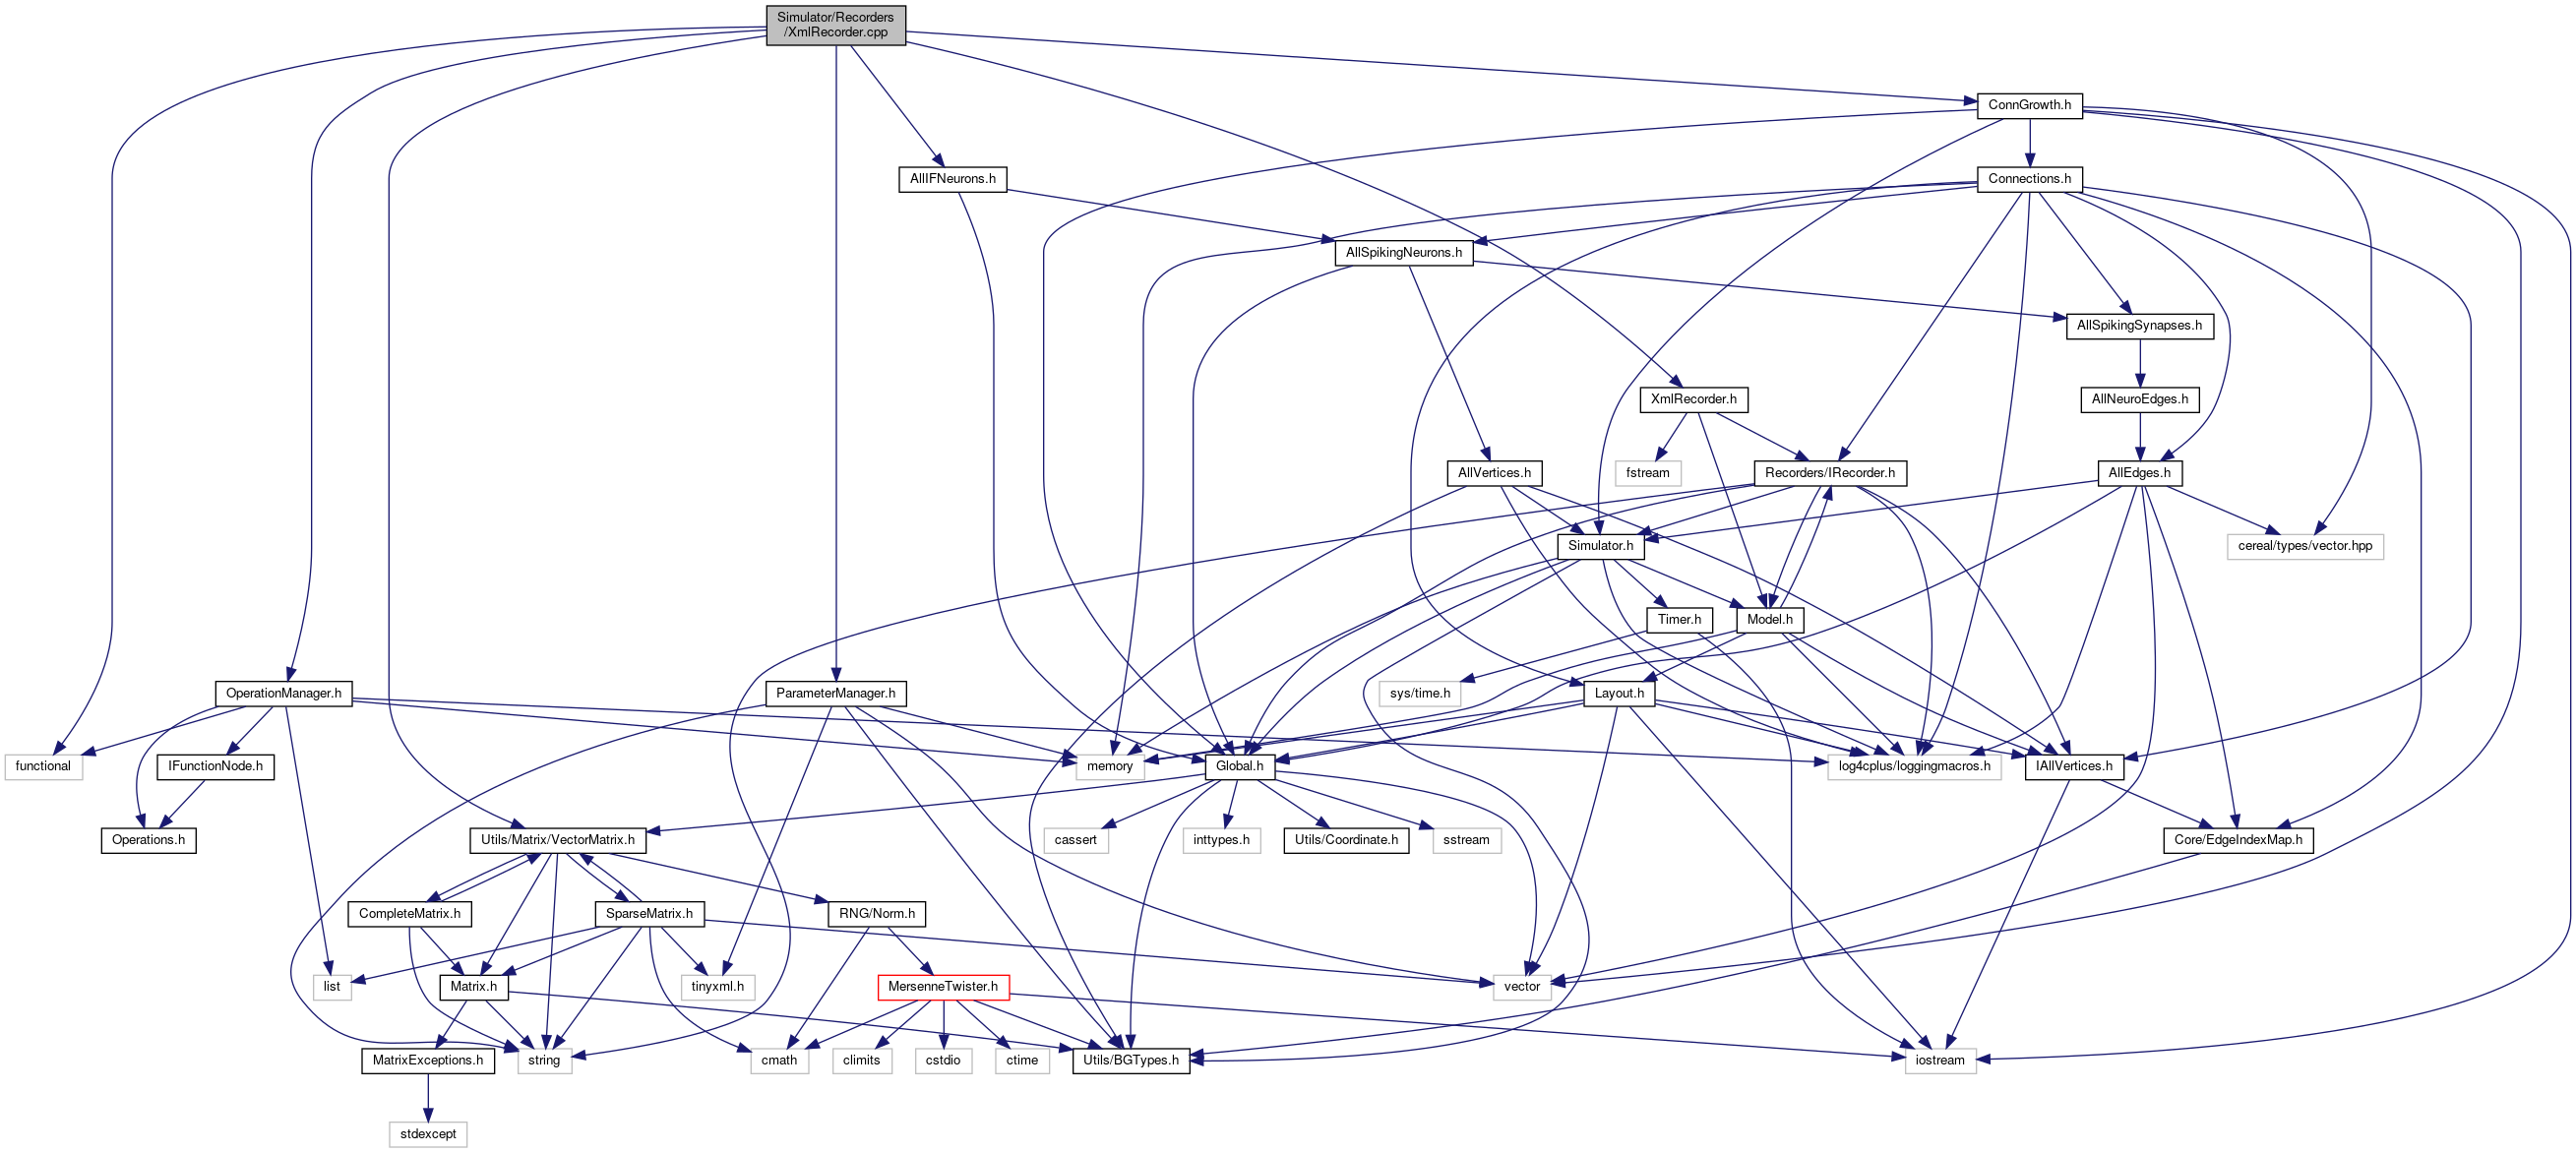 Simulator/Recorders
/XmlRecorder.cpp
ConnGrowth.h
AllIFNeurons.h
Connections.h
AllSpikingNeurons.h
AllSpikingSynapses.h
XmlRecorder.h
AllNeuroEdges.h
fstream
AllVertices.h
Recorders/IRecorder.h
AllEdges.h
Simulator.h
cereal/types/vector.hpp
Timer.h
Model.h
OperationManager.h
ParameterManager.h
sys/time.h
Layout.h
functional
IFunctionNode.h
memory
Global.h
log4cplus/loggingmacros.h
IAllVertices.h
Operations.h
Utils/Matrix/VectorMatrix.h
cassert
inttypes.h
Utils/Coordinate.h
sstream
Core/EdgeIndexMap.h
CompleteMatrix.h
SparseMatrix.h
RNG/Norm.h
list
Matrix.h
tinyxml.h
MersenneTwister.h
vector
MatrixExceptions.h
string
cmath
climits
cstdio
ctime
Utils/BGTypes.h
iostream
stdexcept